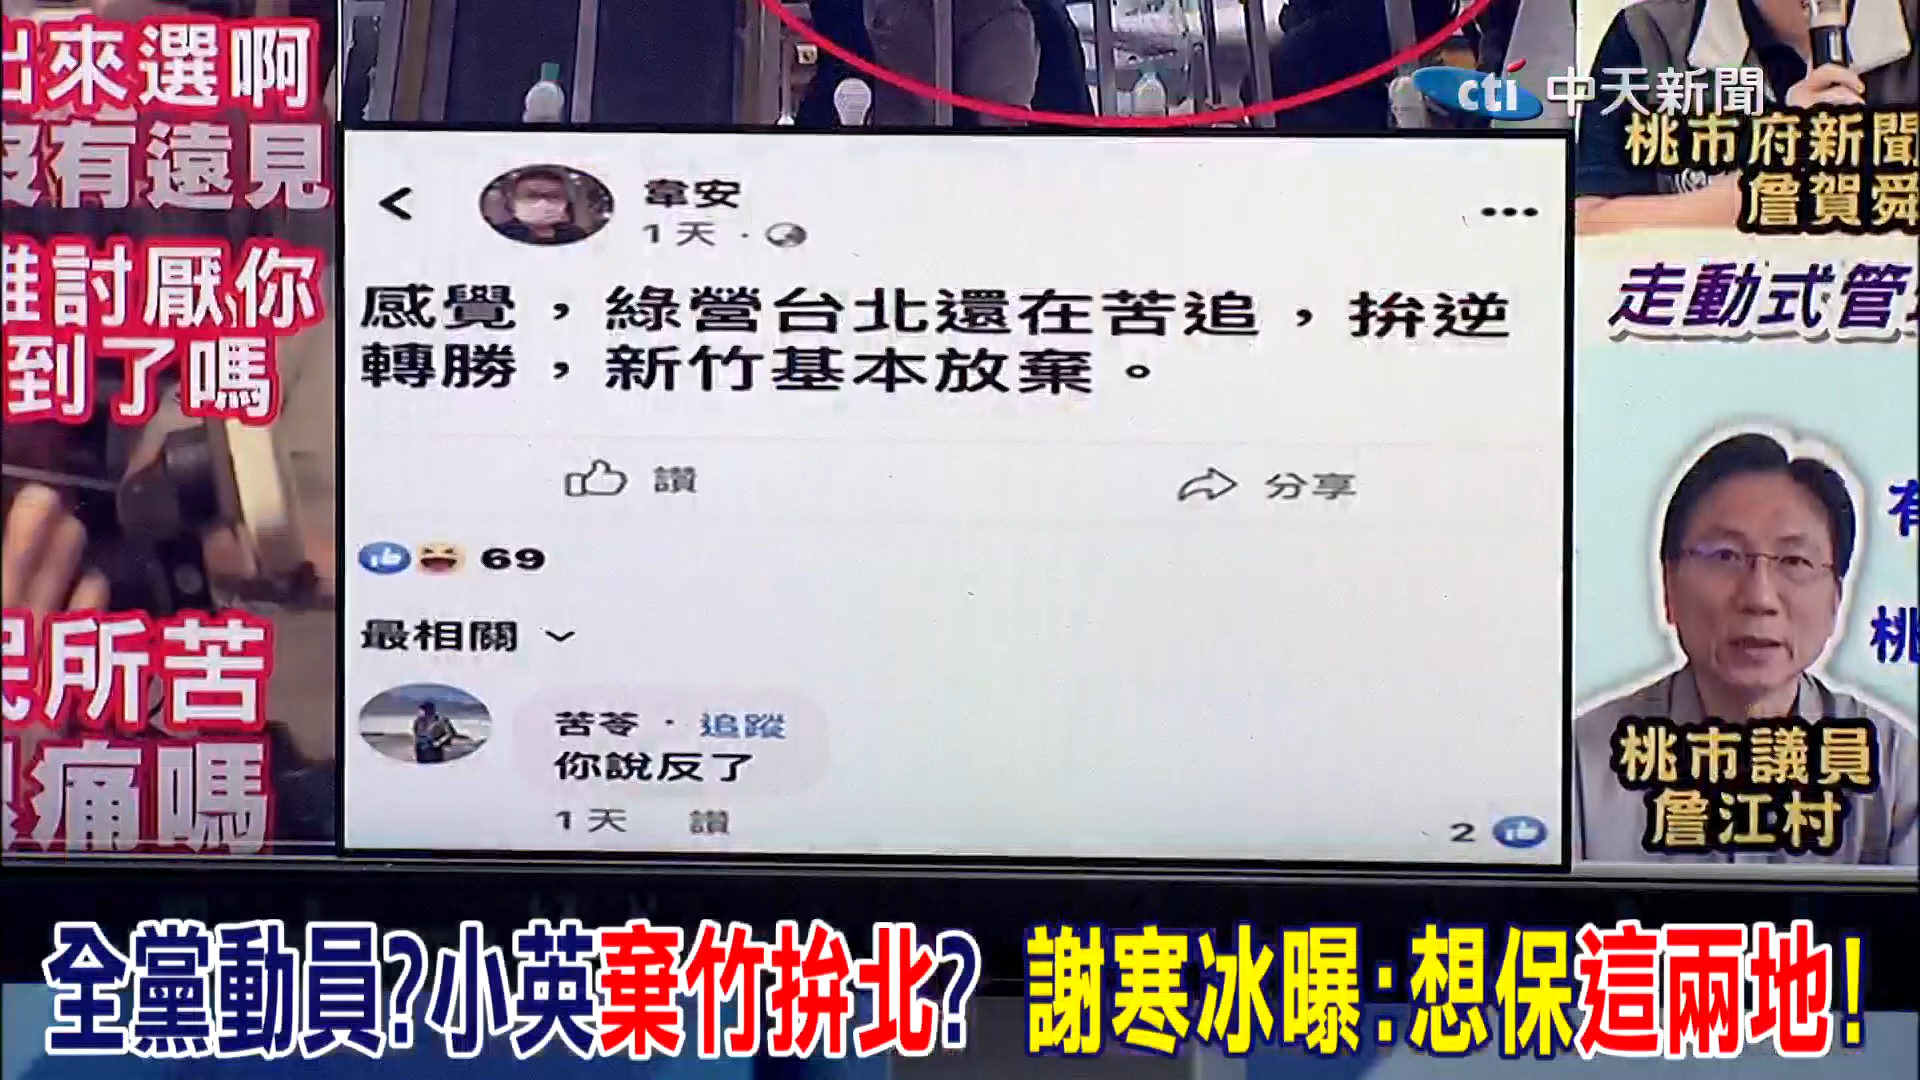 出來選啊
沒有遠見
誰討厭你
到了嗎
民所苦
痛嗎
cti 中天新聞
桃市府新聞
詹賀舜
走動式管
桃市議員
詹江村
韋安
1天
感覺，綠營台北還在苦追，拚逆
轉勝，新竹基本放棄。
讚
分享
69
最相關
苦苓 · 追蹤
你說反了
1天 讚
2
全黨動員?小英棄竹拚北? 謝寒冰曝:想保這兩地!